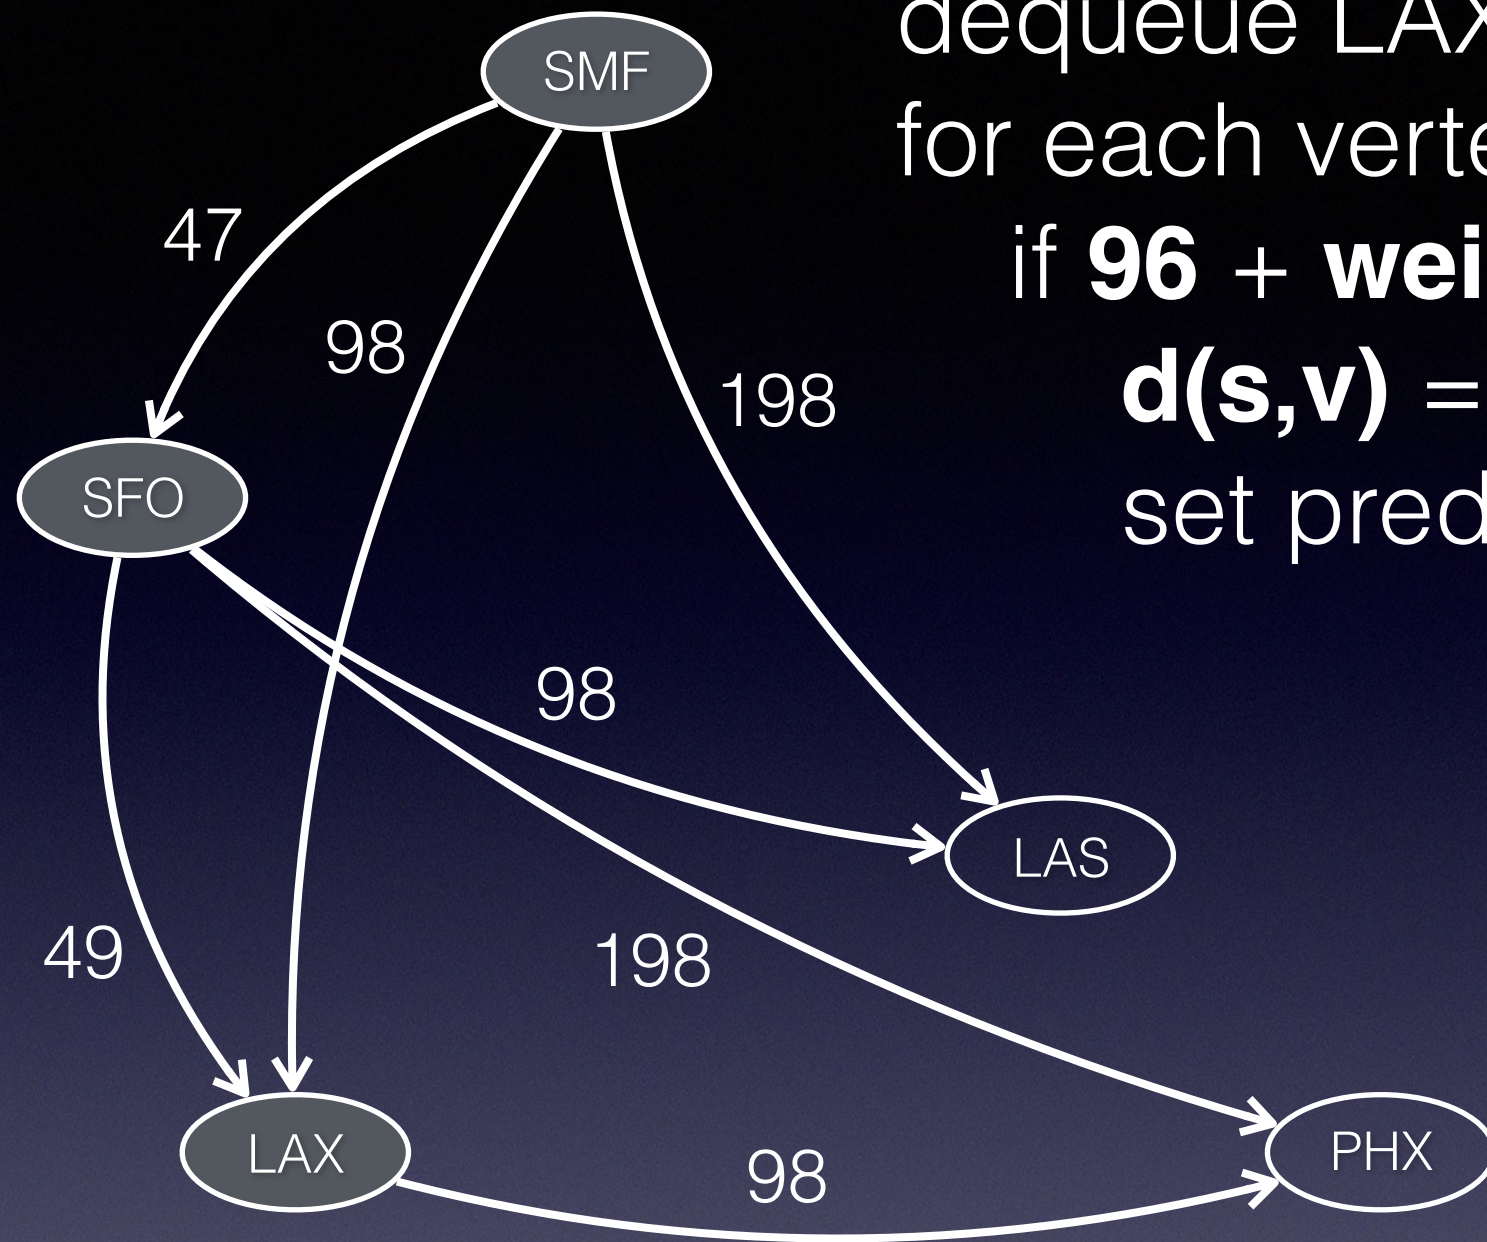 SMF
dequeue LAX
for each verte
if 96 + wei
d(s,v) =
set pred
47
98
198
SFO
98
LAS
49
198
LAX
98
PHX